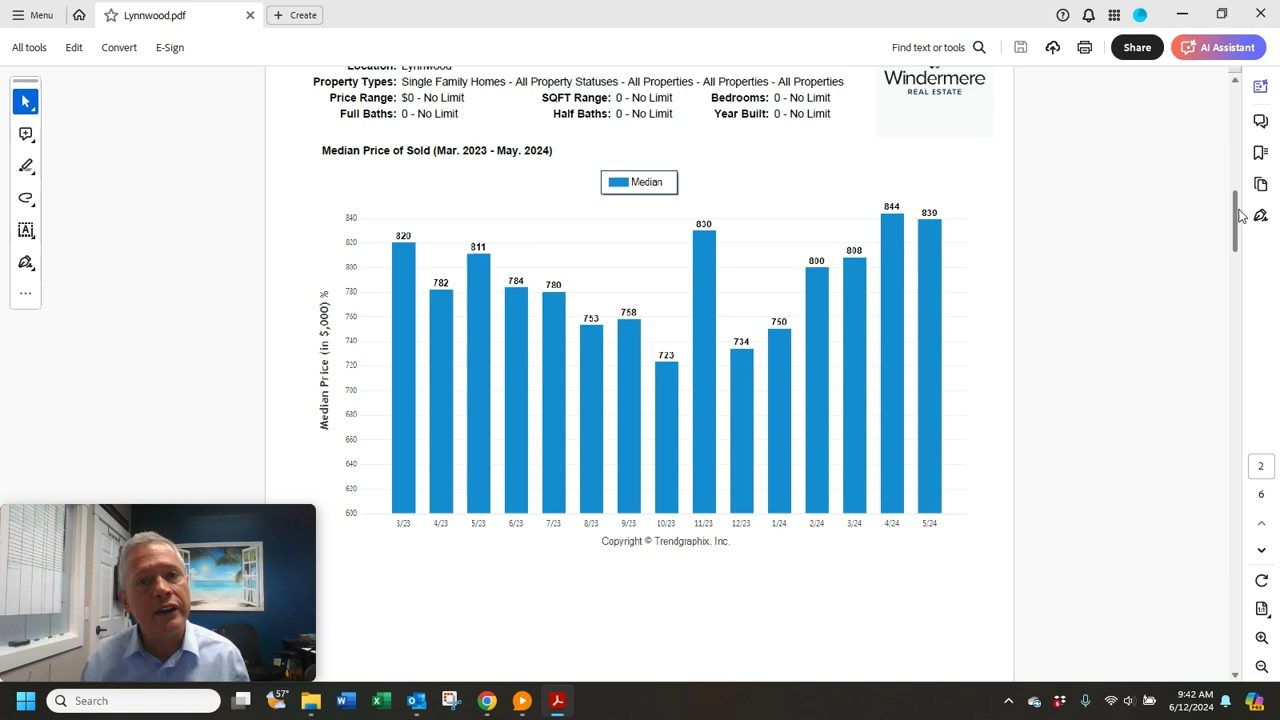 Menu
Lynnwood.pdf
Create
All tools
Edit
Convert
E-Sign
Find text or tools
Share
AI Assistant
Location: Lynnwood
Property Types: Single Family Homes - All Property Statuses - All Properties - All Properties - All Properties
Price Range: $0 - No Limit SQFT Range: 0 - No Limit Bedrooms: 0 - No Limit
Full Baths: 0 - No Limit Half Baths: 0 - No Limit Year Built: 0 - No Limit
Windermere
REAL ESTATE
Median Price of Sold (Mar. 2023 - May. 2024)
Median
Median Price (in $,000) %
840
820
800
780
760
740
720
700
680
660
640
620
600
820
782
811
784
780
753
758
723
830
734
750
800
808
844
839
3/23
4/23
5/23
6/23
7/23
8/23
9/23
10/23
11/23
12/23
1/24
2/24
3/24
4/24
5/24
Copyright © Trendgraphix, Inc.
2
6
Search
57°
9:42 AM
6/12/2024